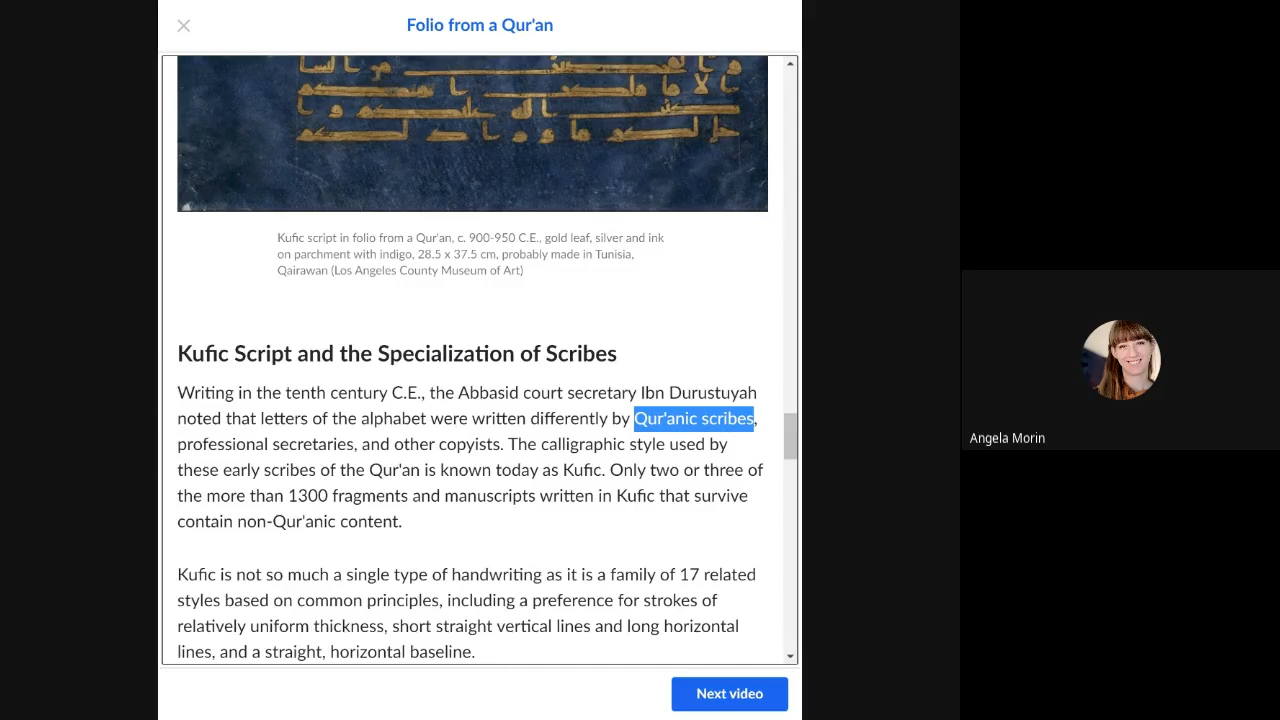 Folio from a Qur'an
Kufic script in folio from a Qur'an, c. 900-950 C.E., gold leaf, silver and ink
on parchment with indigo, 28.5 x 37.5 cm, probably made in Tunisia,
Qairawan (Los Angeles County Museum of Art)
Kufic Script and the Specialization of Scribes
Writing in the tenth century C.E., the Abbasid court secretary Ibn Durustuyah
noted that letters of the alphabet were written differently by Qur'anic scribes,
professional secretaries, and other copyists. The calligraphic style used by
these early scribes of the Qur'an is known today as Kufic. Only two or three of
the more than 1300 fragments and manuscripts written in Kufic that survive
contain non-Qur'anic content.
Kufic is not so much a single type of handwriting as it is a family of 17 related
styles based on common principles, including a preference for strokes of
relatively uniform thickness, short straight vertical lines and long horizontal
lines, and a straight, horizontal baseline.
Next video
Angela Morin